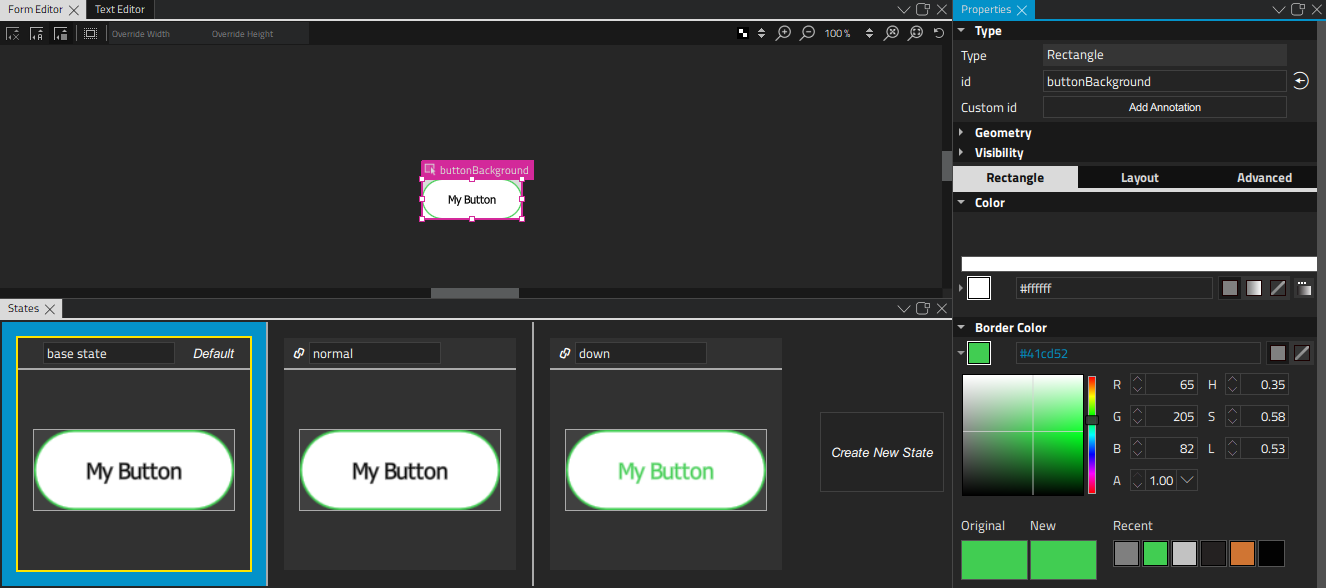 Form Editor
Text Editor
Override Width
Override Height
100 %
buttonBackground
My Button
States
base state
Default
My Button
normal
My Button
down
My Button
Create New State
Properties
Type
Type
Rectangle
id
buttonBackground
Custom id
Add Annotation
Geometry
Visibility
Rectangle
Layout
Advanced
Color
#ffffff
Border Color
#41cd52
R 65 H 0.35
G 205 S 0.58
B 82 L 0.53
A 1.00
Original
New
Recent